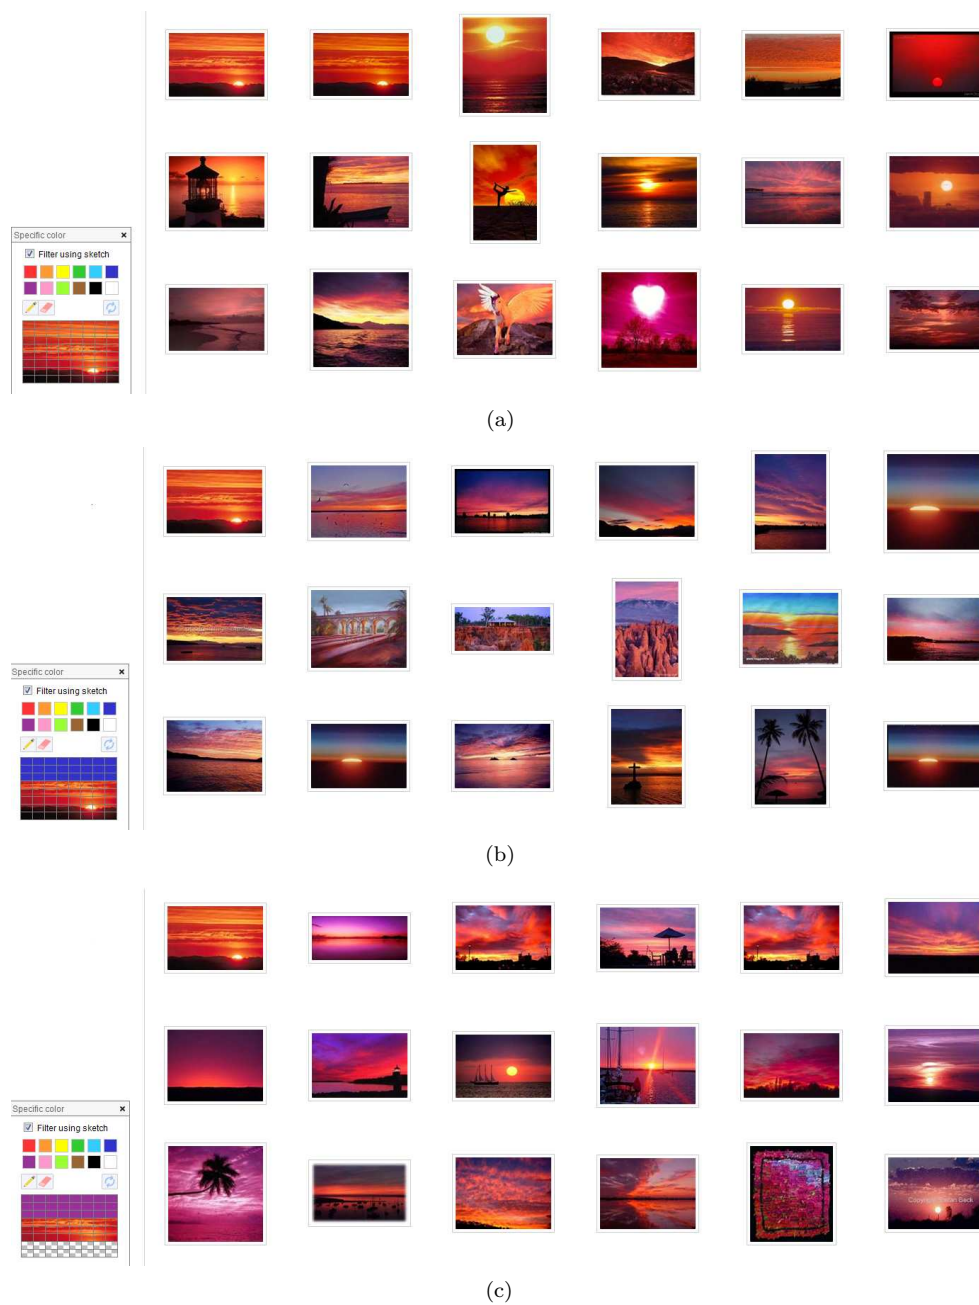 Specific color ×
Filter using sketch
(a)
Specific color ×
Filter using sketch
(b)
Specific color ×
Filter using sketch
(c)